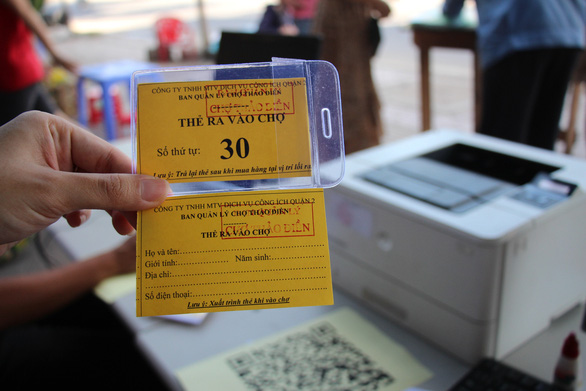 CÔNG TY TNHH MTV DỊCH VỤ CÔNG ÍCH QUẬN 2
BAN QUẢN LÝ CHỢ THẢO ĐIỀN
CHỢ THẢO ĐIỀN
THẺ RA VÀO CHỢ
Số thứ tự: 30
Lưu ý: Trả lại thẻ sau khi mua hàng tại vị trí lối ra
CÔNG TY TNHH MTV DỊCH VỤ CÔNG ÍCH QUẬN 2
BAN QUẢN LÝ CHỢ THẢO ĐIỀN
THẺ RA VÀO CHỢ
Họ và tên:
Giới tính: Năm sinh:
Địa chỉ:
Số điện thoại:
Lưu ý: Xuất trình thẻ khi vào chợ